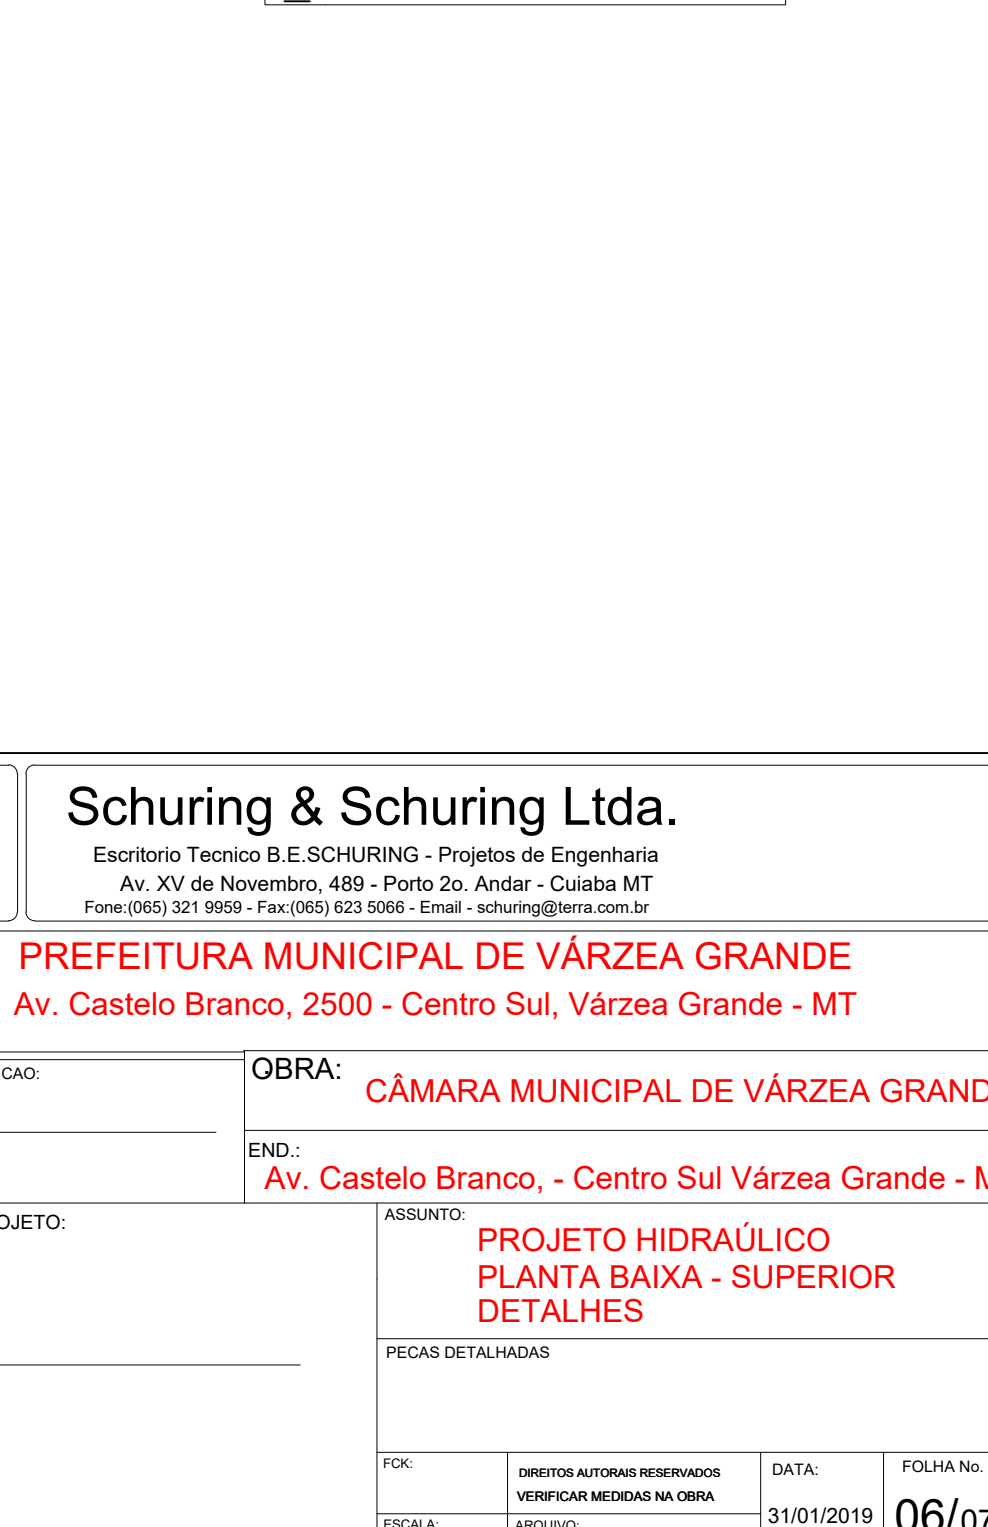 Schuring & Schuring Ltda.
Escritorio Tecnico B.E.SCHURING - Projetos de Engenharia
Av. XV de Novembro, 489 - Porto 2o. Andar - Cuiaba MT
Fone:(065) 321 9959 - Fax:(065) 623 5066 - Email - schuring@terra.com.br
PREFEITURA MUNICIPAL DE VÁRZEA GRANDE
Av. Castelo Branco, 2500 - Centro Sul, Várzea Grande - MT
CAO:
OBRA:
CÂMARA MUNICIPAL DE VÁRZEA GRAND
END.:
Av. Castelo Branco, - Centro Sul Várzea Grande -
OJETO:
ASSUNTO:
PROJETO HIDRAÚLICO
PLANTA BAIXA - SUPERIOR
DETALHES
PECAS DETALHADAS
FCK:
DIREITOS AUTORAIS RESERVADOS
VERIFICAR MEDIDAS NA OBRA
DATA:
31/01/2019
FOLHA No.
06/07
ESCALA:
ARQUIVO: